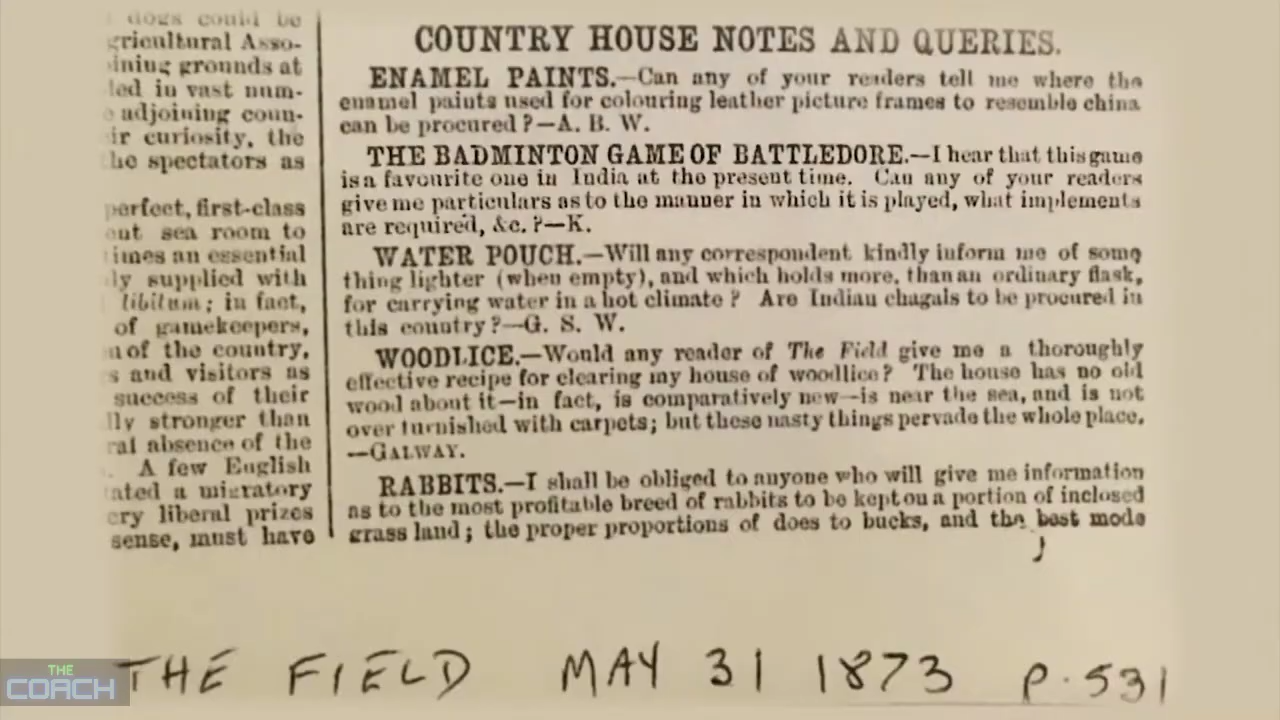 dogs could be
gricultural Asso-
ining grounds at
led in vast num-
adjoining coun-
ir curiosity, the
he spectators as
perfect, first-class
out sea room to
times an essential
ly supplied with
libitum; in fact,
of gamekeepers,
n of the country,
s and visitors as
success of their
lly stronger than
ral absence of the
. A few English
ated a migratory
ery liberal prizes
sense, must have
COUNTRY HOUSE NOTES AND QUERIES.
ENAMEL PAINTS.—Can any of your readers tell me where the
enamel paints used for colouring leather picture frames to resemble china
can be procured?—A. B. W.
THE BADMINTON GAME OF BATTLEDORE.—I hear that this game
is a favourite one in India at the present time. Can any of your readers
give me particulars as to the manner in which it is played, what implements
are required, &c.?—K.
WATER POUCH.—Will any correspondent kindly inform me of some
thing lighter (when empty), and which holds more, than an ordinary flask,
for carrying water in a hot climate? Are Indian chagals to be procured in
this country?—G. S. W.
WOODLICE.—Would any reader of The Field give me a thoroughly
effective recipe for clearing my house of woodlice? The house has no old
wood about it—in fact, is comparatively new—is near the sea, and is not
over furnished with carpets; but these nasty things pervade the whole place.
—GALWAY.
RABBITS.—I shall be obliged to anyone who will give me information
as to the most profitable breed of rabbits to be kept on a portion of inclosed
grass land; the proper proportions of does to bucks, and the best mode
THE FIELD MAY 31 1873 P. 531
THE
COACH